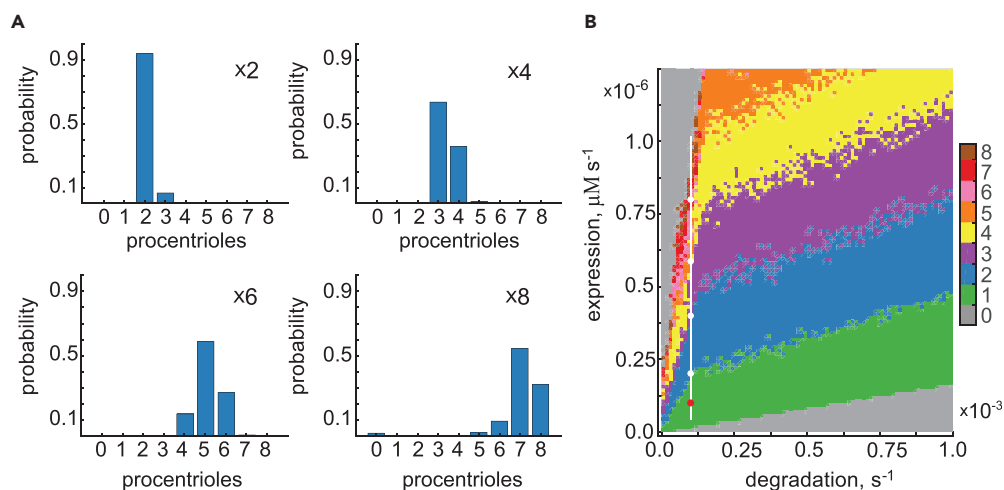 A
probability
0.9
0.5
0.1
x2
0 1 2 3 4 5 6 7 8
procentrioles
probability
0.9
0.5
0.1
x4
0 1 2 3 4 5 6 7 8
procentrioles
probability
0.9
0.5
0.1
x6
0 1 2 3 4 5 6 7 8
procentrioles
probability
0.9
0.5
0.1
x8
0 1 2 3 4 5 6 7 8
procentrioles
B
x10⁻⁶
expression, μM s⁻¹
1.0
0.75
0.5
0.25
0.0
0.0 0.25 0.5 0.75 1.0
x10⁻³
degradation, s⁻¹
8
7
6
5
4
3
2
1
0